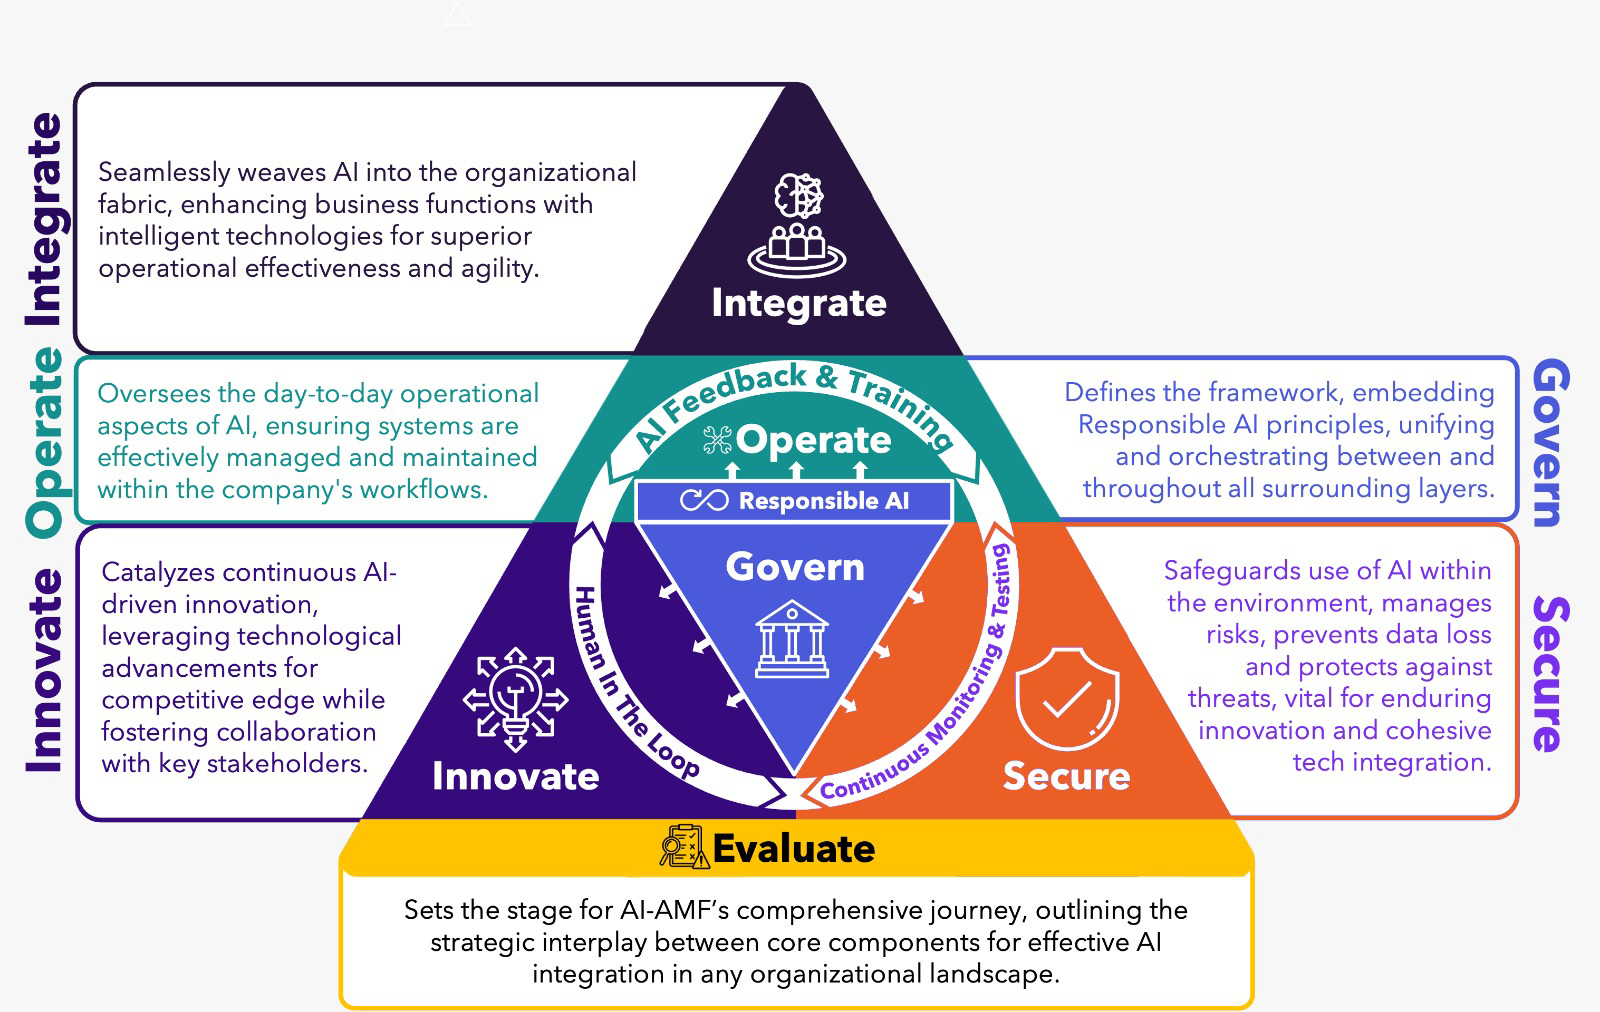 Integrate
Seamlessly weaves AI into the organizational
fabric, enhancing business functions with
intelligent technologies for superior
operational effectiveness and agility.
Integrate
Operate
Oversees the day-to-day operational
aspects of AI, ensuring systems are
effectively managed and maintained
within the company's workflows.
AI Feedback & Training
Operate
Responsible AI
Govern
Defines the framework, embedding
Responsible AI principles, unifying
and orchestrating between and
throughout all surrounding layers.
Govern
Innovate
Catalyzes continuous AI-
driven innovation,
leveraging technological
advancements for
competitive edge while
fostering collaboration
with key stakeholders.
Innovate
Human In The Loop
Continuous Monitoring & Testing
Secure
Safeguards use of AI within
the environment, manages
risks, prevents data loss
and protects against
threats, vital for enduring
innovation and cohesive
tech integration.
Secure
Evaluate
Sets the stage for AI-AMF’s comprehensive journey, outlining the
strategic interplay between core components for effective AI
integration in any organizational landscape.